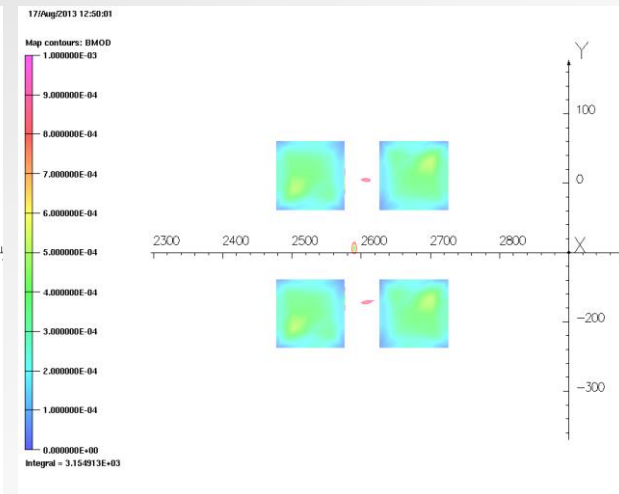 17/Aug/2013 12:50:01
Map contours: BMOD
1.000000E-03
9.000000E-04
8.000000E-04
7.000000E-04
6.000000E-04
5.000000E-04
4.000000E-04
3.000000E-04
2.000000E-04
1.000000E-04
0.000000E+00
Integral = 3.154913E+03
Y
100
0
2300 2400 2500 2600 2700 2800 X
-200
-300